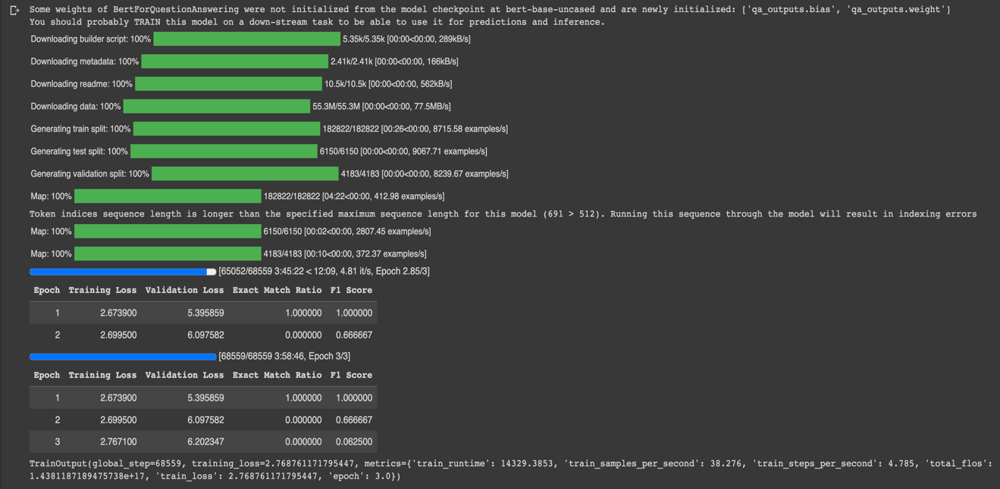 Some weights of BertForQuestionAnswering were not initialized from the model checkpoint at bert-base-uncased and are newly initialized: ['qa_outputs.bias', 'qa_outputs.weight']
You should probably TRAIN this model on a down-stream task to be able to use it for predictions and inference.
Downloading builder script: 100% 5.35k/5.35k [00:00<00:00, 289kB/s]
Downloading metadata: 100% 2.41k/2.41k [00:00<00:00, 166kB/s]
Downloading readme: 100% 10.5k/10.5k [00:00<00:00, 562kB/s]
Downloading data: 100% 55.3M/55.3M [00:00<00:00, 77.5MB/s]
Generating train split: 100% 182822/182822 [00:26<00:00, 8715.58 examples/s]
Generating test split: 100% 6150/6150 [00:00<00:00, 9067.71 examples/s]
Generating validation split: 100% 4183/4183 [00:00<00:00, 8239.67 examples/s]
Map: 100% 182822/182822 [04:22<00:00, 412.98 examples/s]
Token indices sequence length is longer than the specified maximum sequence length for this model (691 > 512). Running this sequence through the model will result in indexing errors
Map: 100% 6150/6150 [00:02<00:00, 2807.45 examples/s]
Map: 100% 4183/4183 [00:10<00:00, 372.37 examples/s]
[65052/68559 3:45:22 < 12:09, 4.81 it/s, Epoch 2.85/3]
Epoch Training Loss Validation Loss Exact Match Ratio F1 Score
1 2.673900 5.395859 1.000000 1.000000
2 2.699500 6.097582 0.000000 0.666667
[68559/68559 3:58:46, Epoch 3/3]
Epoch Training Loss Validation Loss Exact Match Ratio F1 Score
1 2.673900 5.395859 1.000000 1.000000
2 2.699500 6.097582 0.000000 0.666667
3 2.767100 6.202347 0.000000 0.062500
TrainOutput(global_step=68559, training_loss=2.768761171795447, metrics={'train_runtime': 14329.3853, 'train_samples_per_second': 38.276, 'train_steps_per_second': 4.785, 'total_flos':
1.4381187189475738e+17, 'train_loss': 2.768761171795447, 'epoch': 3.0})